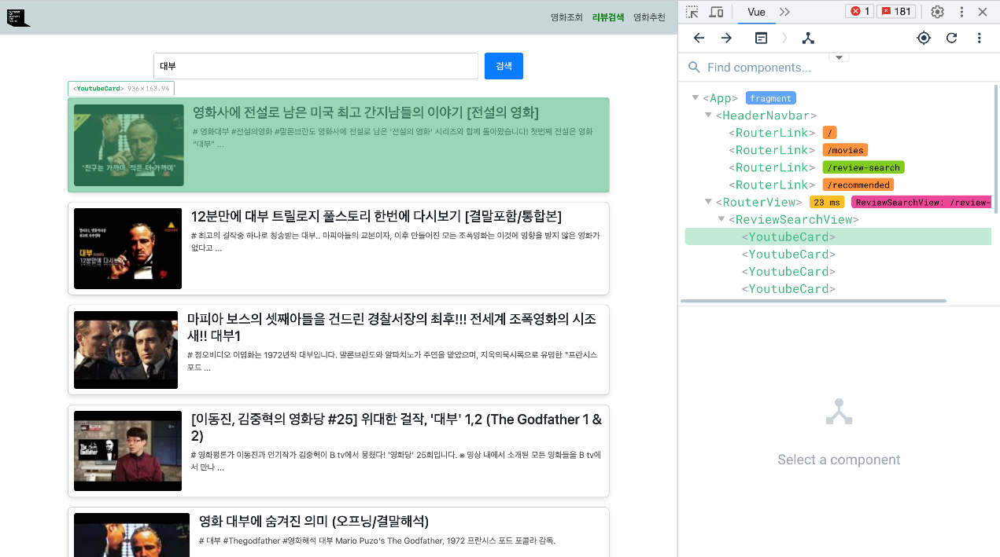 영화조회 리뷰검색 영화추천
대부
검색
<YoutubeCard> 936×163.94
영화사에 전설로 남은 미국 최고 간지남들의 이야기 [전설의 영화]
# 영화대부 #전설의영화 #말론브란도 영화사에 전설로 남은 '전설의 영화' 시리즈와 함께 돌아왔습니다! 첫번째 전설은 영화
"대부" ...
"친구는 가까이, 적은 더 가까이"
12분만에 대부 트릴로지 풀스토리 한번에 다시보기 [결말포함/통합본]
# 최고의 걸작중 하나로 칭송받는 대부.. 마피아들의 교본이자, 이후 만들어진 모든 조폭영화는 이것에 영향을 받지 않은 영화가
없다고 ...
대부
12분만에 다시보기
마피아 보스의 셋째아들을 건드린 경찰서장의 최후!!! 전세계 조폭영화의 시조
새!! 대부1
# 정오비디오 이영화는 1972년작 대부입니다. 말론브란도와 알파치노가 주연을 맡았으며, 지옥의묵시록으로 유명한 "프란시스
포드 ...
[이동진, 김중혁의 영화당 #25] 위대한 걸작, '대부' 1,2 (The Godfather 1 &
2)
# 영화평론가 이동진과 인기작가 김중혁이 B tv에서 뭉쳤다! '영화당' 25회입니다. ※ 영상 내에서 소개된 모든 영화들을 B tv에
서 만나 ...
영화 대부에 숨겨진 의미 (오프닝/결말해석)
# 대부 #Thegodfather #영화해석 대부 Mario Puzo's The Godfather, 1972 프란시스 포드 포콜라 감독.
Vue
1
181
Find components...
<App> fragment
<HeaderNavbar>
<RouterLink> /
<RouterLink> /movies
<RouterLink> /review-search
<RouterLink> /recommended
<RouterView> 23 ms ReviewSearchView: /review-
<ReviewSearchView>
<YoutubeCard>
<YoutubeCard>
<YoutubeCard>
<YoutubeCard>
Select a component